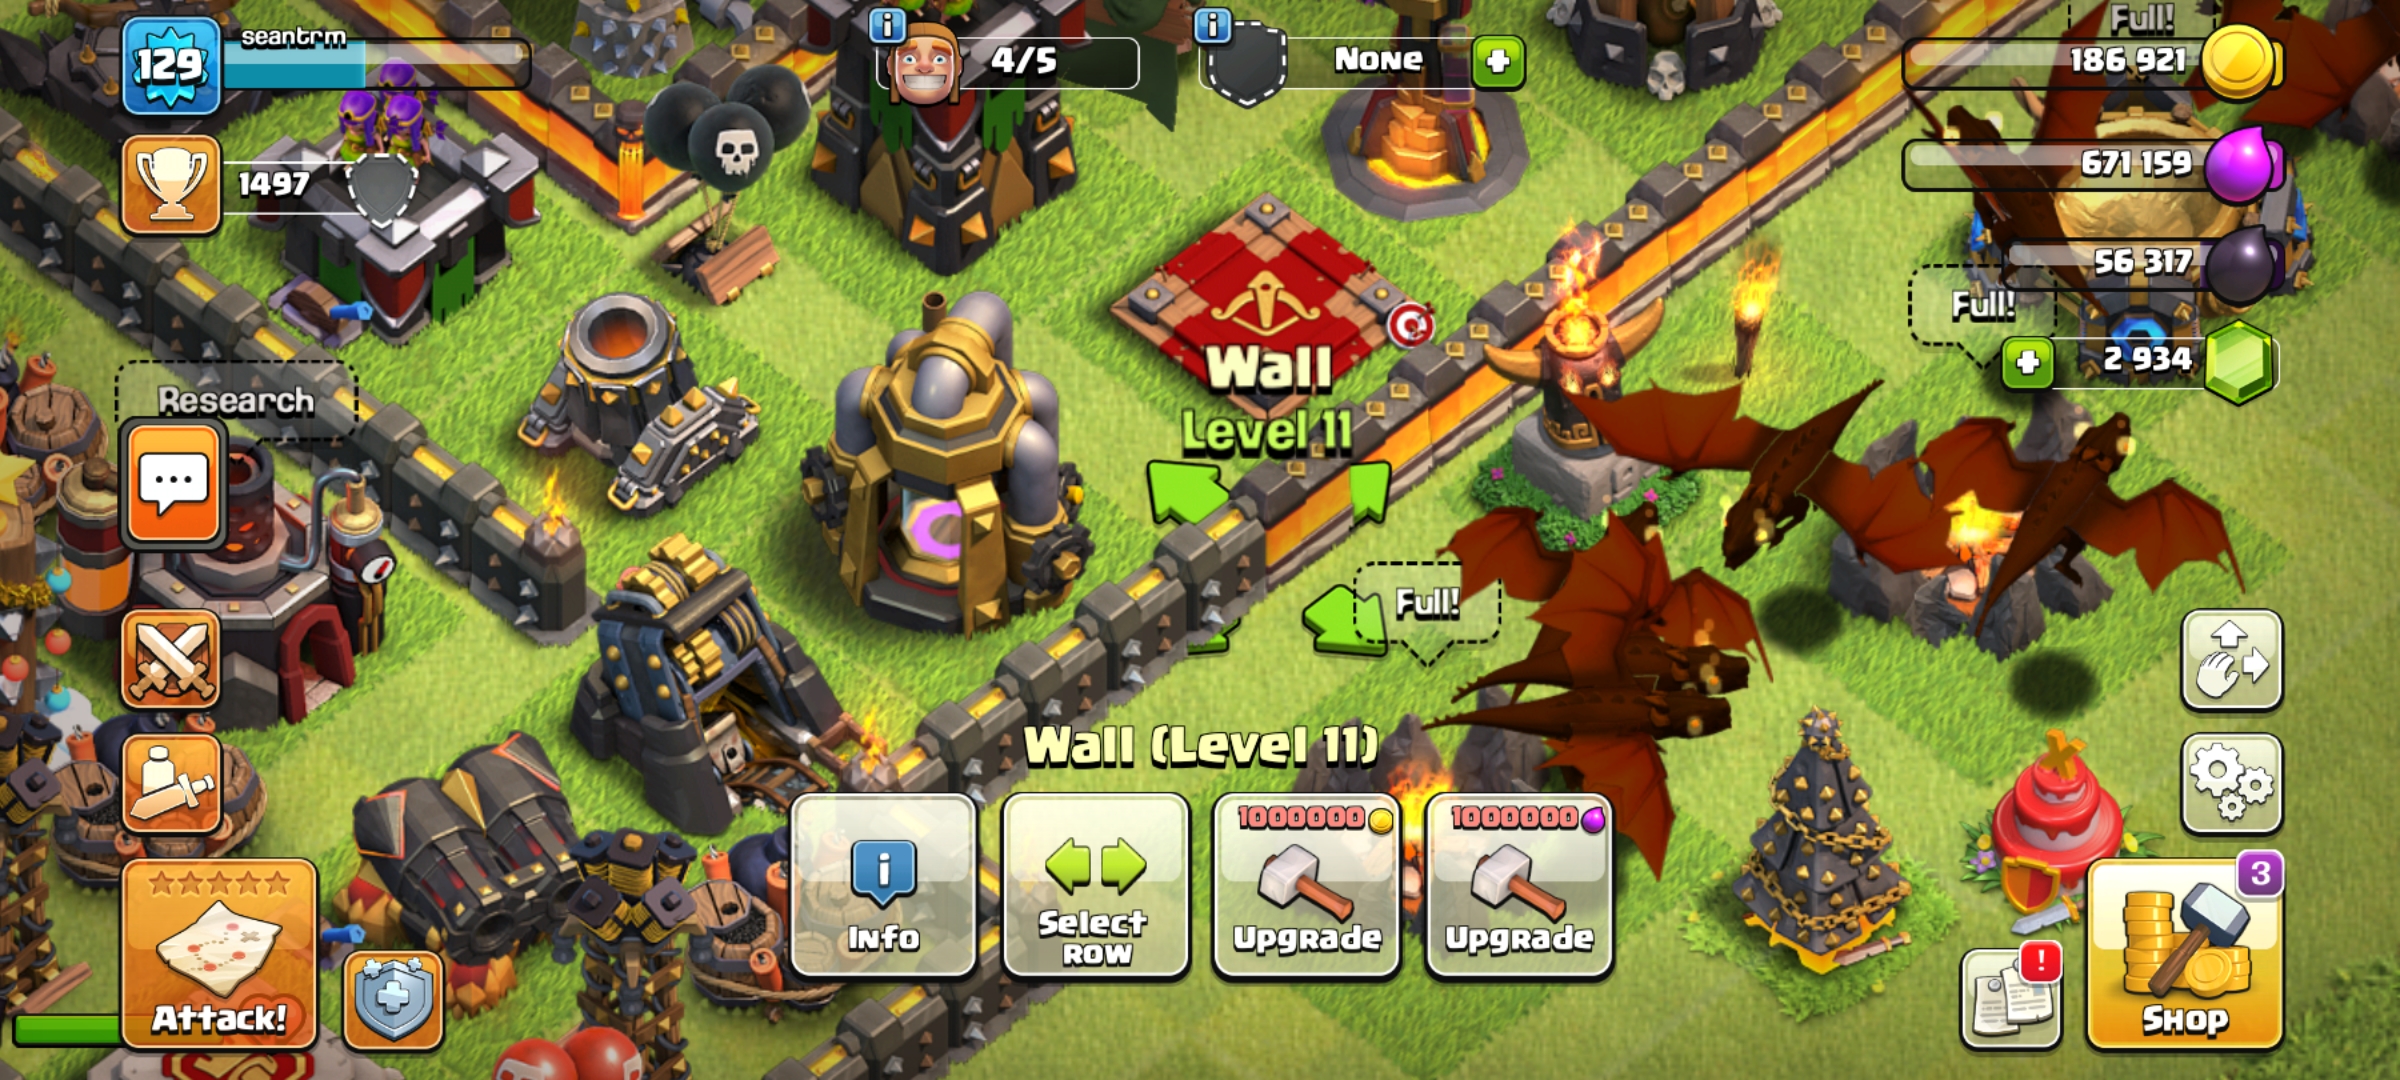 129
seantrm
4/5
None
Full!
186 921
1497
671 159
56 317
Full!
2 934
Research
Wall
Level 11
Full!
Wall (Level 11)
Info
Select
Row
1000000
Upgrade
1000000
Upgrade
Attack!
3
!
Shop